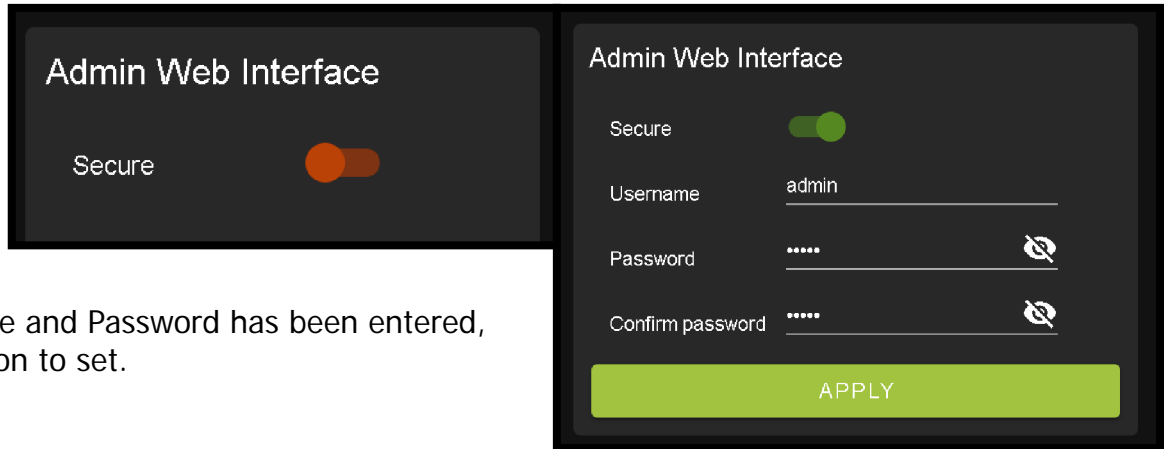 Admin Web Interface
Secure
Admin Web Interface
Secure
Username admin
Password •••••
Confirm password •••••
APPLY
e and Password has been entered,
on to set.